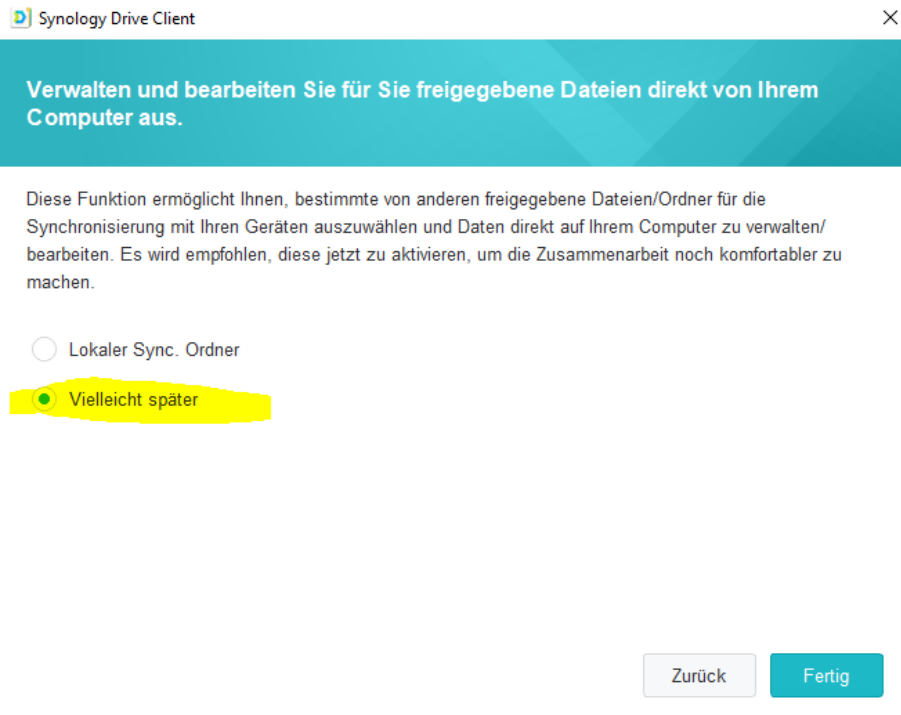 Synology Drive Client
Verwalten und bearbeiten Sie für Sie freigegebene Dateien direkt von Ihrem
Computer aus.
Diese Funktion ermöglicht Ihnen, bestimmte von anderen freigegebene Dateien/Ordner für die
Synchronisierung mit Ihren Geräten auszuwählen und Daten direkt auf Ihrem Computer zu verwalten/
bearbeiten. Es wird empfohlen, diese jetzt zu aktivieren, um die Zusammenarbeit noch komfortabler zu
machen.
Lokaler Sync. Ordner
Vielleicht später
Zurück
Fertig